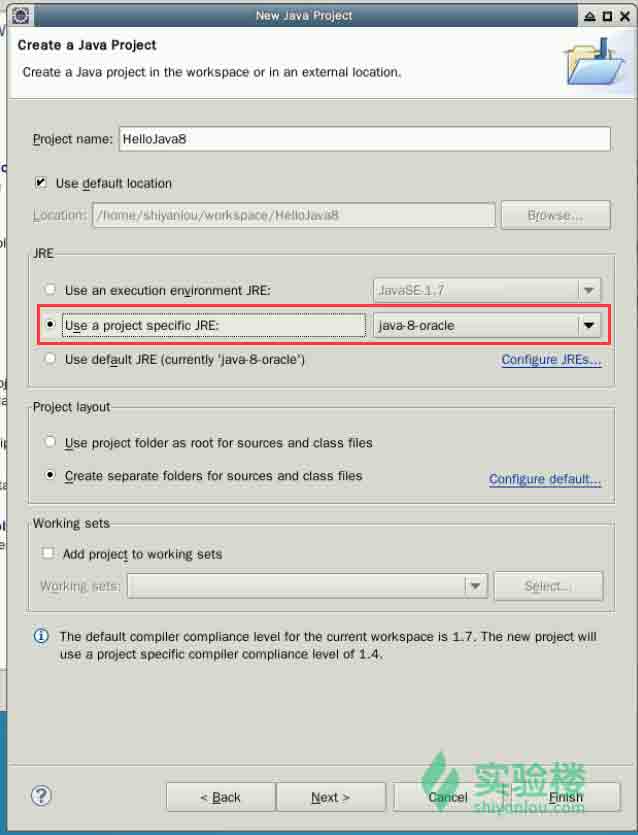 New Java Project
Create a Java Project
Create a Java project in the workspace or in an external location.
Project name: HelloJava8
Use default location
Location: /home/shiyanlou/workspace/HelloJava8 Browse...
JRE
Use an execution environment JRE: JavaSE-1.7
Use a project specific JRE: java-8-oracle
Use default JRE (currently 'java-8-oracle') Configure JREs...
Project layout
Use project folder as root for sources and class files
Create separate folders for sources and class files
Configure default...
Working sets
Add project to working sets
Working sets: Select...
The default compiler compliance level for the current workspace is 1.7. The new project will
use a project specific compiler compliance level of 1.4.
? < Back Next > Cancel Finish
实验楼
shiyanlou.com